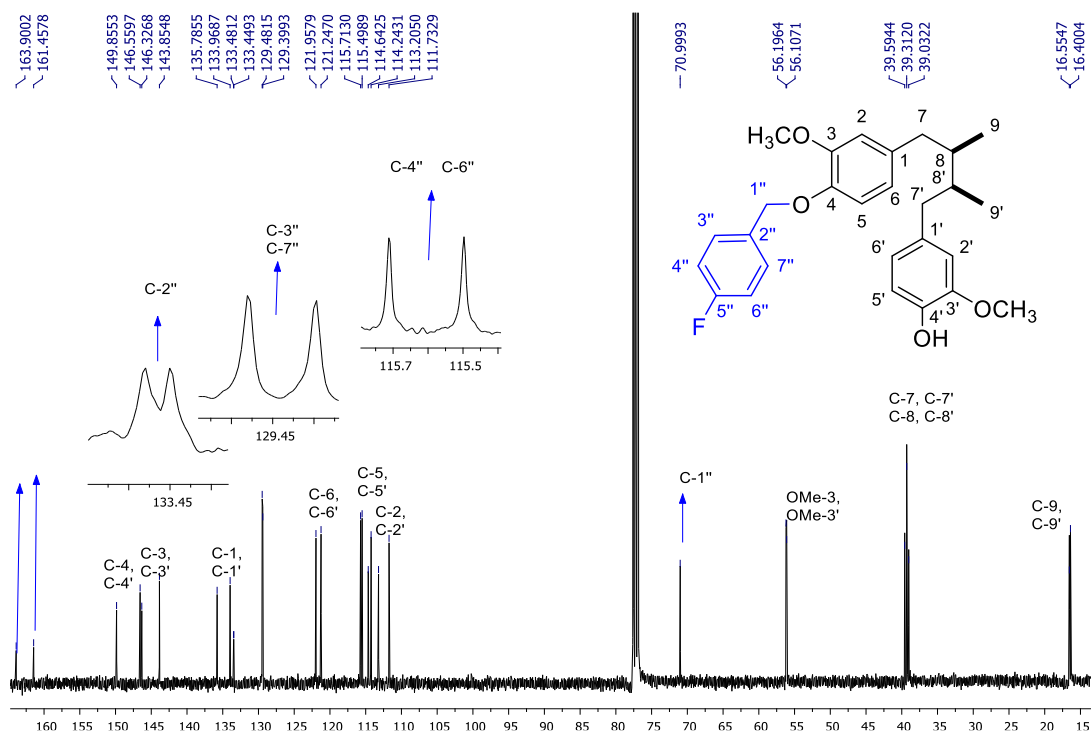 163.9002
161.4578
149.8553
146.5597
146.3268
143.8548
135.7855
133.9687
133.4812
133.4493
129.4815
129.3993
121.9579
121.2470
115.7130
115.4989
114.6425
114.2431
113.2050
111.7329
70.9993
56.1964
56.1071
39.5944
39.3120
39.0322
16.5547
16.4004
C-2"
133.45
C-3"
C-7"
129.45
C-4" C-6"
115.7 115.5
H₃CO
3
2
7
9
1
8
8'
7'
9'
6
5
4
O
1"
2"
3"
4"
5"
6"
7"
F
1'
2'
3'
4'
5'
6'
OCH₃
OH
C-4,
C-4'
C-3,
C-3'
C-1,
C-1'
C-6,
C-6'
C-5,
C-5'
C-2,
C-2'
C-1"
OMe-3,
OMe-3'
C-7, C-7'
C-8, C-8'
C-9,
C-9'
160 155 150 145 140 135 130 125 120 115 110 105 100 95 90 85 80 75 70 65 60 55 50 45 40 35 30 25 20 15